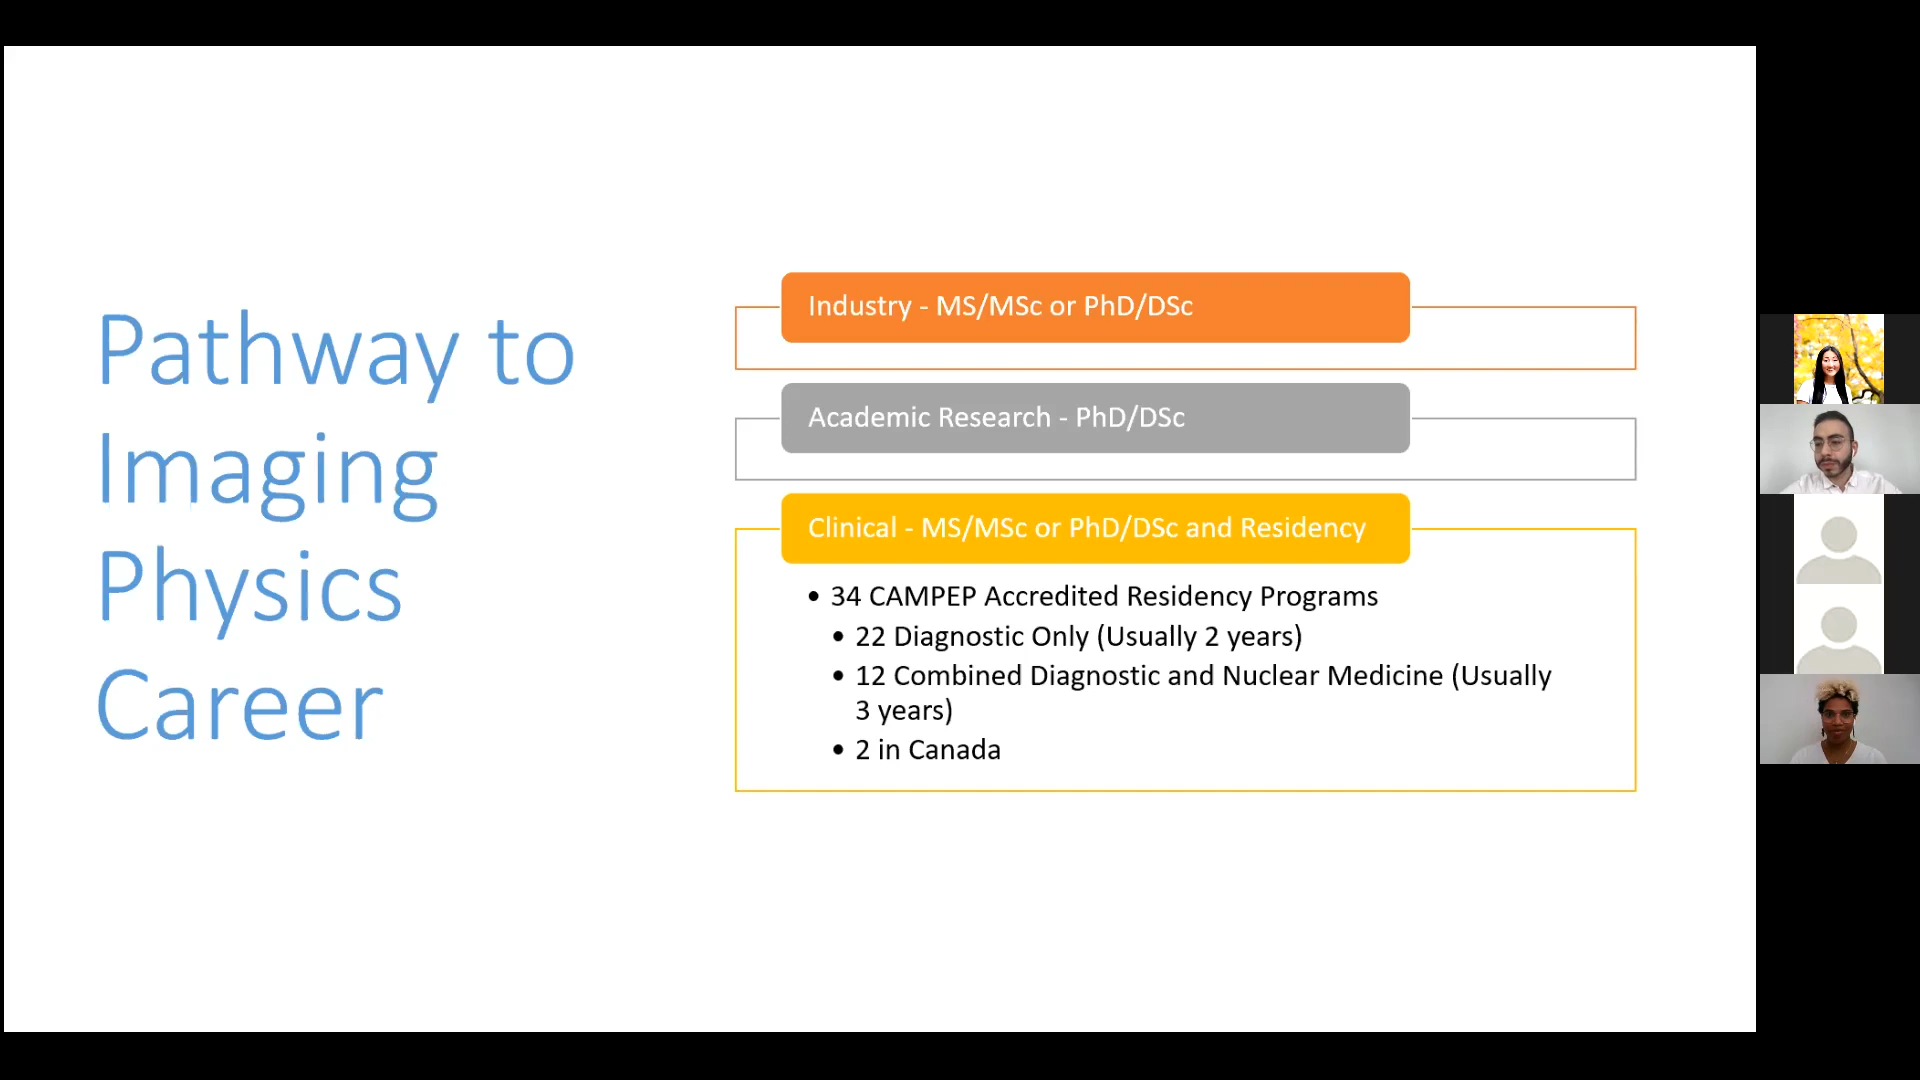 Pathway to
Imaging
Physics
Career
Industry - MS/MSc or PhD/DSc
Academic Research - PhD/DSc
Clinical - MS/MSc or PhD/DSc and Residency
• 34 CAMPEP Accredited Residency Programs
• 22 Diagnostic Only (Usually 2 years)
• 12 Combined Diagnostic and Nuclear Medicine (Usually
3 years)
• 2 in Canada